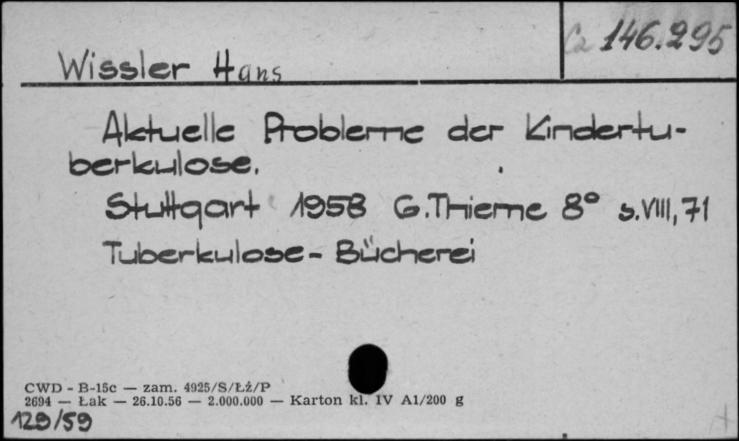 Ca 146.295
Wissler Hans
Aktuelle Probleme der Kindertu-
berkulose.
Stuttgart 1958 G. Thieme 8° s. VIII, 71
Tuberkulose - Bücherei
CWD - B-15c — zam. 4925/S/Łż/P
2694 — Łak — 26.10.56 — 2.000.000 — Karton kl. IV A1/200 g
129/59